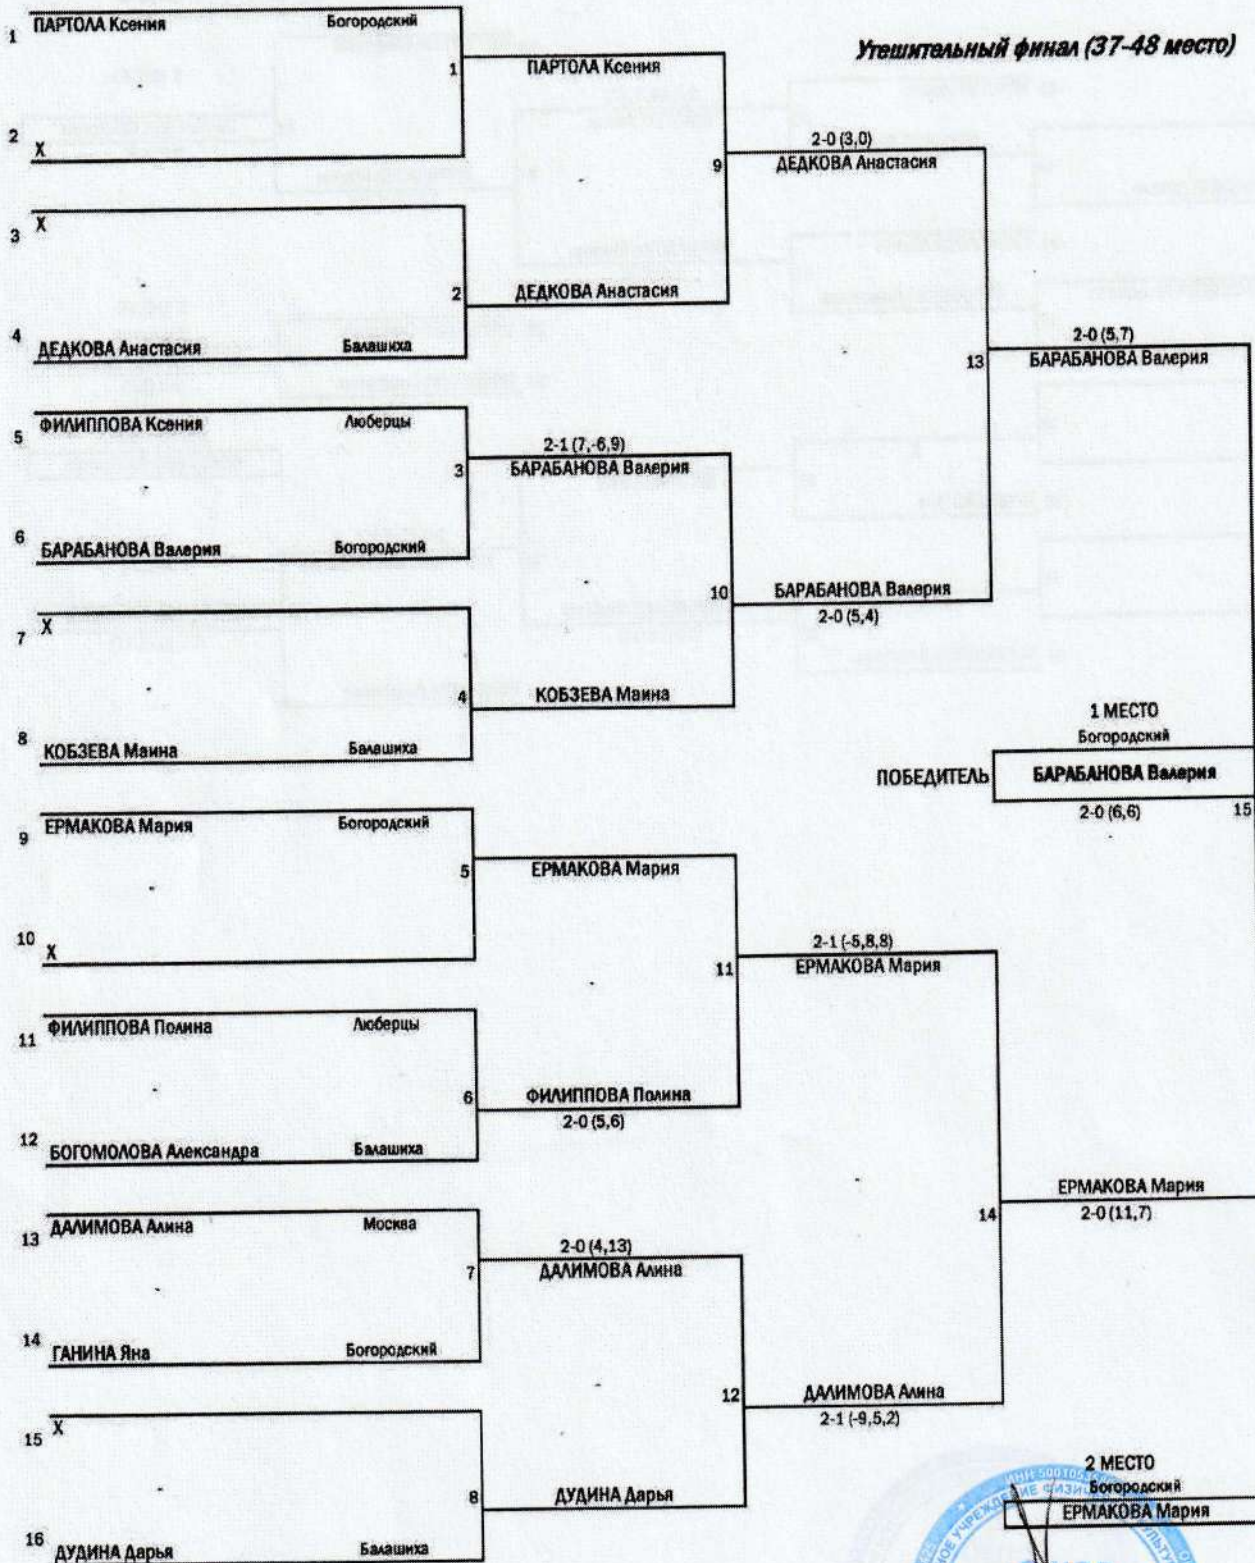 Утешительный финал (37-48 место)
1 ПАРТОЛА Ксения Богородский
1 ПАРТОЛА Ксения
2 X
2-0 (3,0)
9 ДЕДКОВА Анастасия
3 X
2 ДЕДКОВА Анастасия
4 ДЕДКОВА Анастасия Балашиха
2-0 (5,7)
13 БАРАБАНОВА Валерия
5 ФИЛИППОВА Ксения Люберцы
2-1 (7,-6,9)
3 БАРАБАНОВА Валерия
6 БАРАБАНОВА Валерия Богородский
10 БАРАБАНОВА Валерия
2-0 (5,4)
7 X
4 КОБЗЕВА Маина
8 КОБЗЕВА Маина Балашиха
1 МЕСТО
Богородский
ПОБЕДИТЕЛЬ БАРАБАНОВА Валерия
2-0 (6,6) 15
9 ЕРМАКОВА Мария Богородский
5 ЕРМАКОВА Мария
10 X
2-1 (-5,8,8)
11 ЕРМАКОВА Мария
11 ФИЛИППОВА Полина Люберцы
6 ФИЛИППОВА Полина
2-0 (5,6)
12 БОГОМОЛОВА Александра Балашиха
14 ЕРМАКОВА Мария
2-0 (11,7)
13 ДАЛИМОВА Алина Москва
2-0 (4,13)
7 ДАЛИМОВА Алина
14 ГАНИНА Яна Богородский
12 ДАЛИМОВА Алина
2-1 (-9,5,2)
15 X
8 ДУДИНА Дарья
16 ДУДИНА Дарья Балашиха
2 МЕСТО
Богородский
ЕРМАКОВА Мария